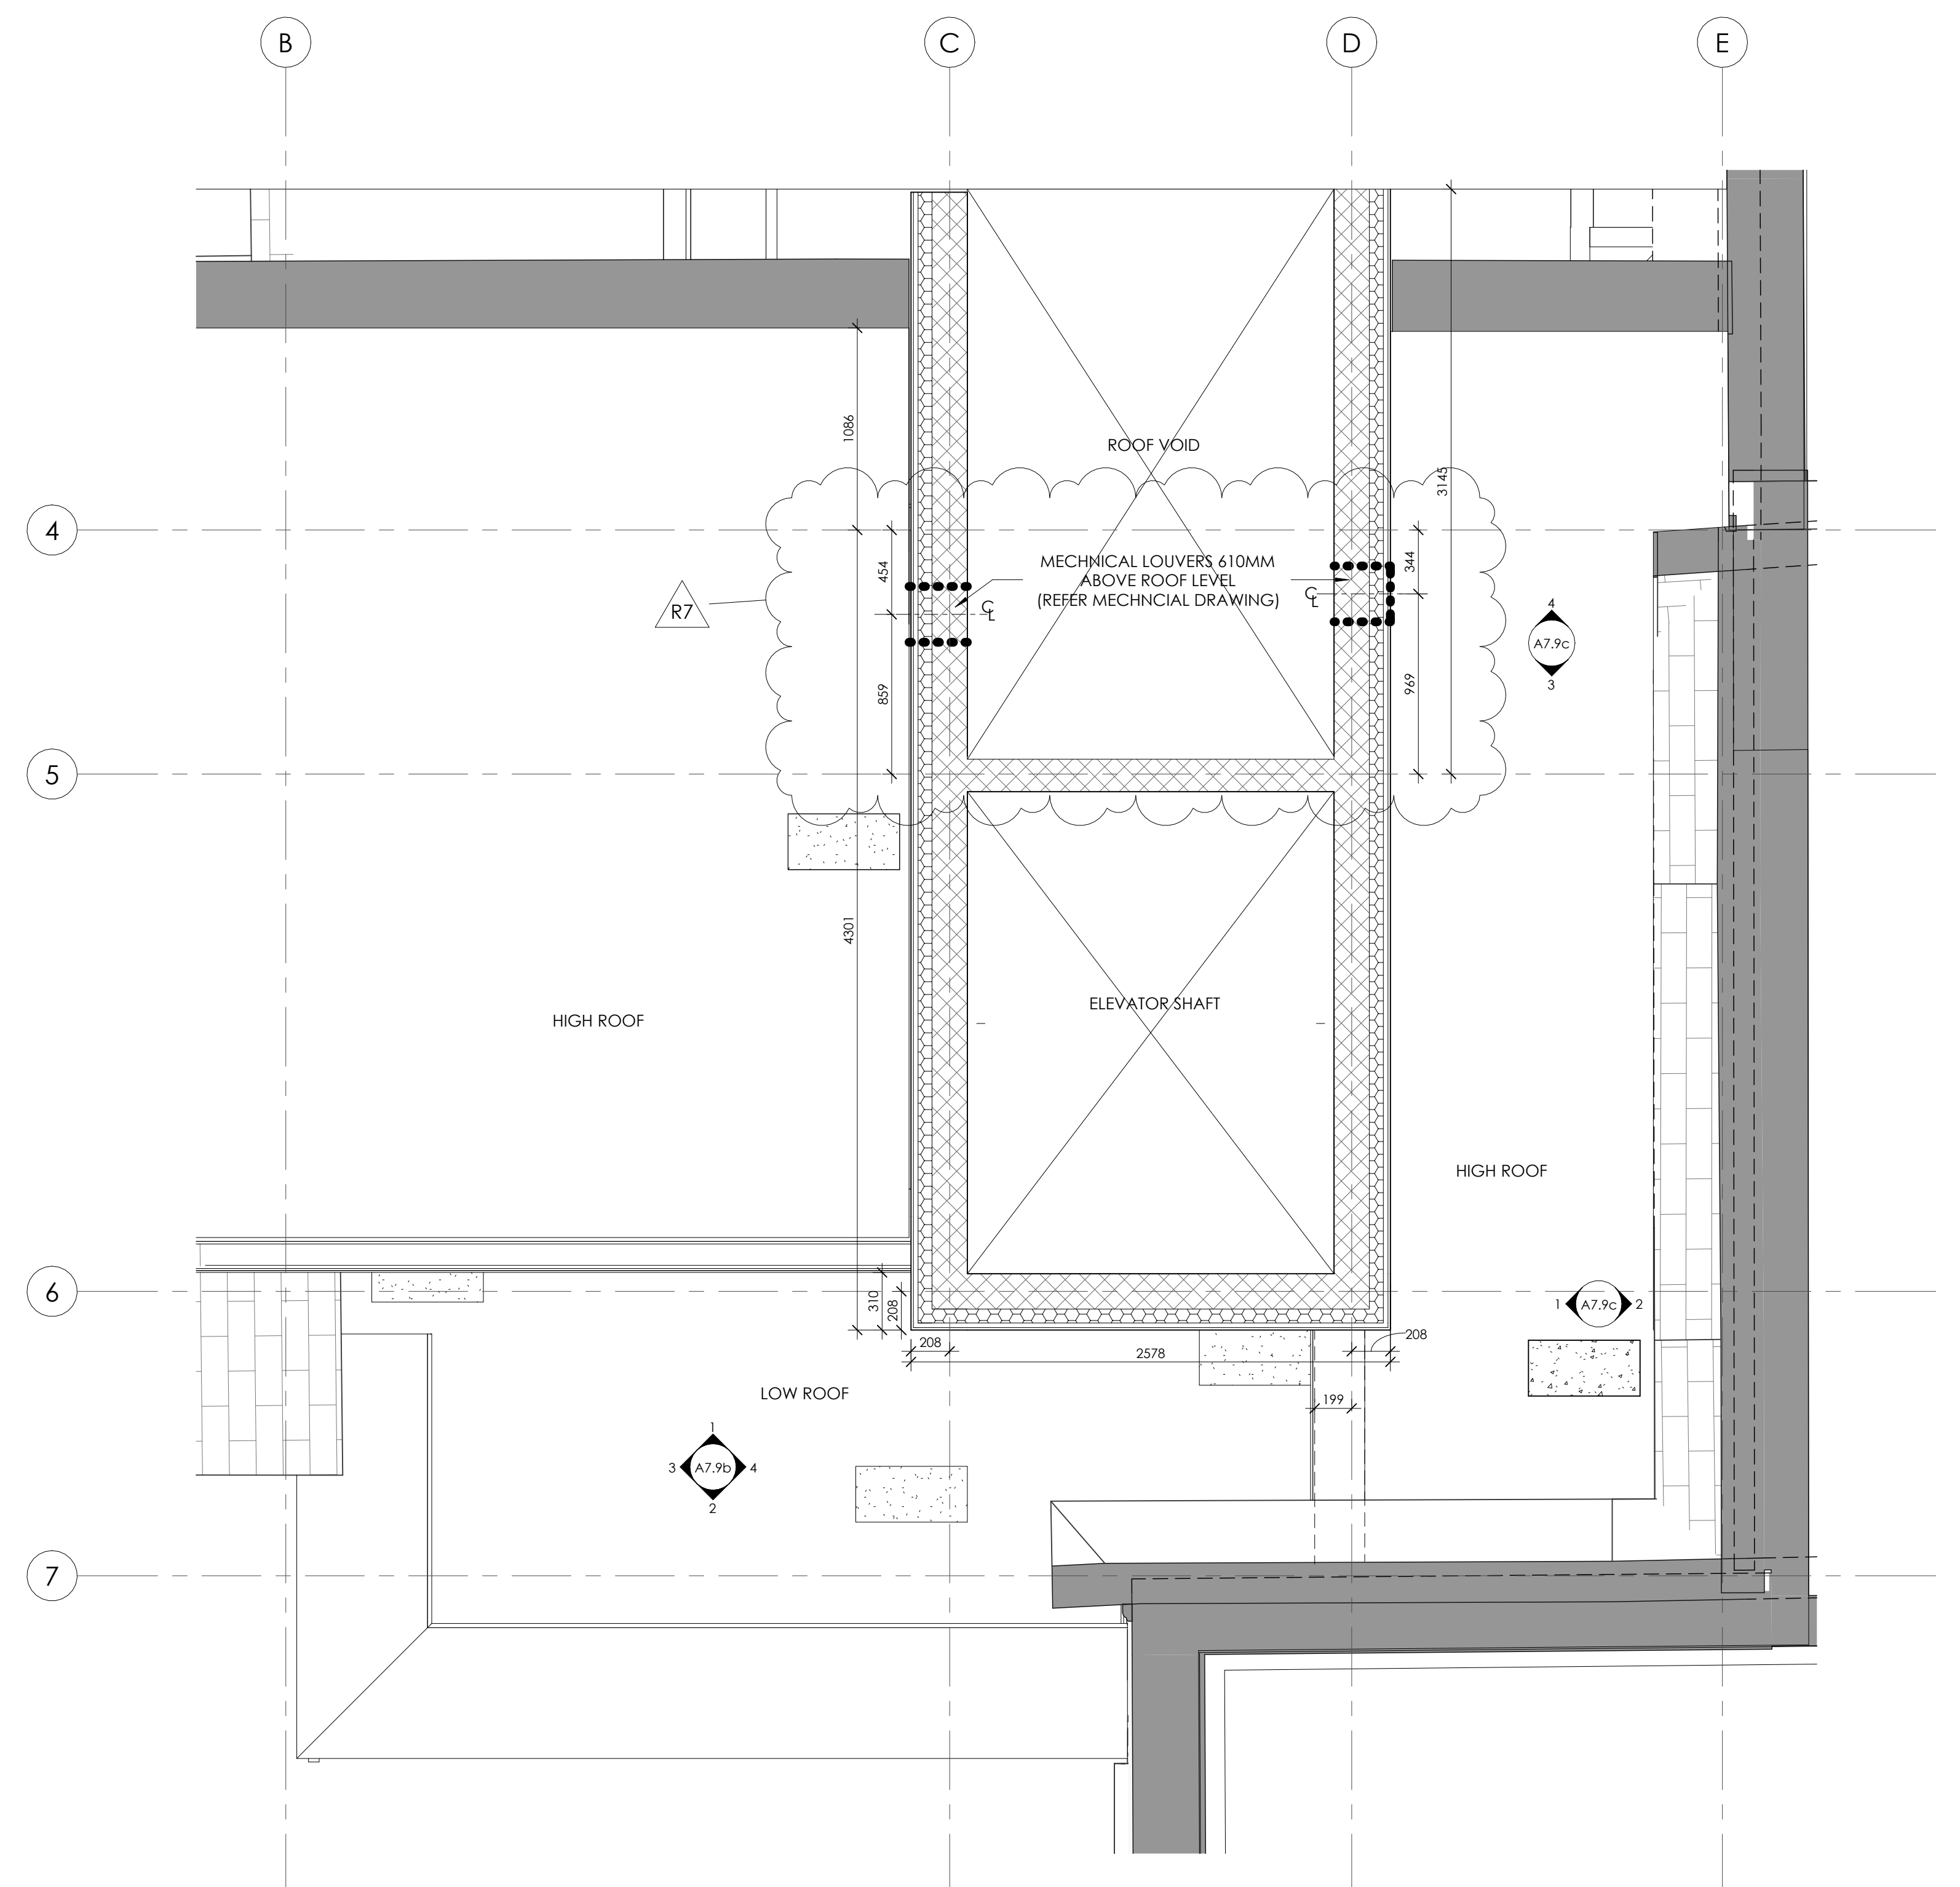 B
C
D
E
4
5
6
7
1086
ROOF VOID
3145
454
MECHNICAL LOUVERS 610MM
ABOVE ROOF LEVEL
(REFER MECHNCIAL DRAWING)
344
R7
CL
CL
4
A7.9c
3
859
969
4301
ELEVATOR SHAFT
HIGH ROOF
HIGH ROOF
310
208
1 A7.9c 2
208
208
2578
LOW ROOF
199
1
3 A7.9b 4
2